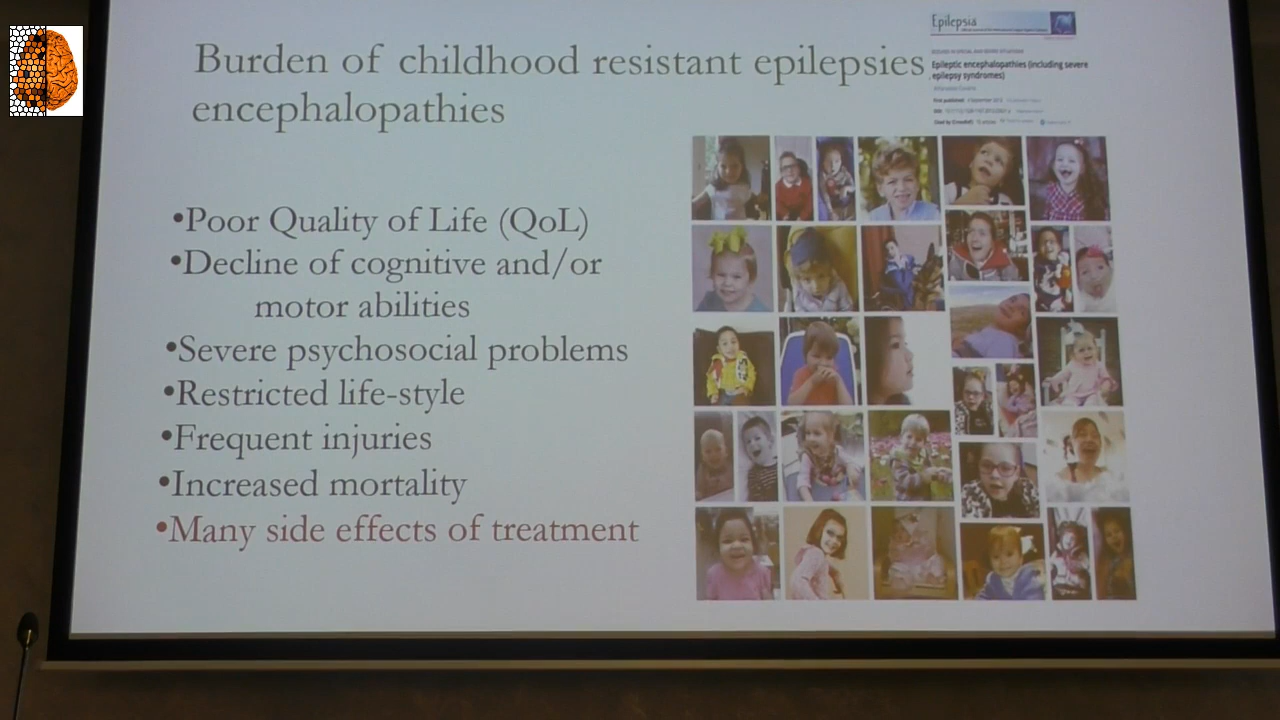 Burden of childhood resistant epilepsies
encephalopathies
Epilepsia
Epileptic encephalopathies (including severe
epilepsy syndromes)
•Poor Quality of Life (QoL)
•Decline of cognitive and/or
motor abilities
•Severe psychosocial problems
•Restricted life-style
•Frequent injuries
•Increased mortality
•Many side effects of treatment